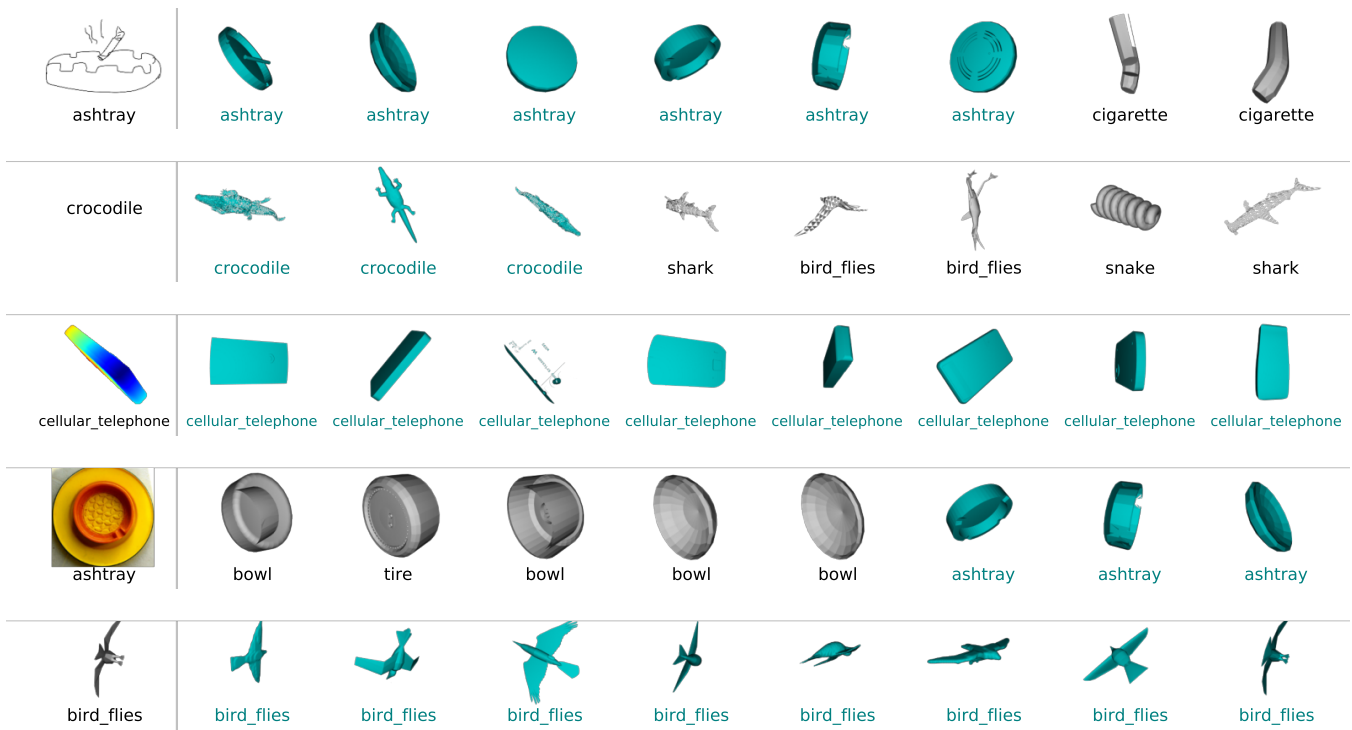 ashtray ashtray ashtray ashtray ashtray ashtray ashtray cigarette cigarette
crocodile
crocodile crocodile crocodile shark bird_flies bird_flies snake shark
cellular_telephone cellular_telephone cellular_telephone cellular_telephone cellular_telephone cellular_telephone cellular_telephone cellular_telephone cellular_telephone
ashtray bowl tire bowl bowl bowl ashtray ashtray ashtray
bird_flies bird_flies bird_flies bird_flies bird_flies bird_flies bird_flies bird_flies bird_flies